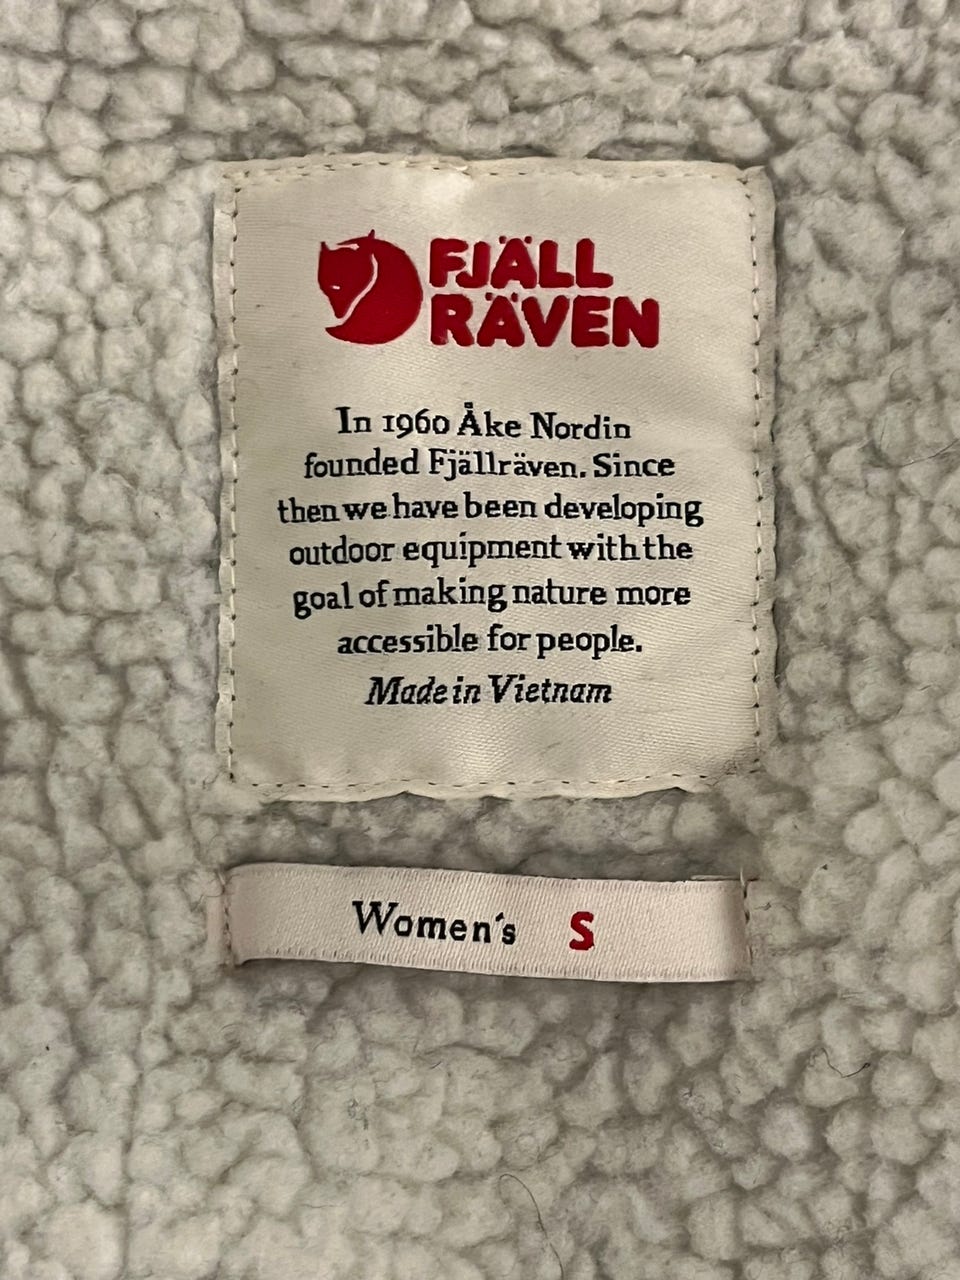 FJÄLL
RÄVEN
In 1960 Åke Nordin
founded Fjällräven. Since
then we have been developing
outdoor equipment with the
goal of making nature more
accessible for people.
Made in Vietnam
Women's S